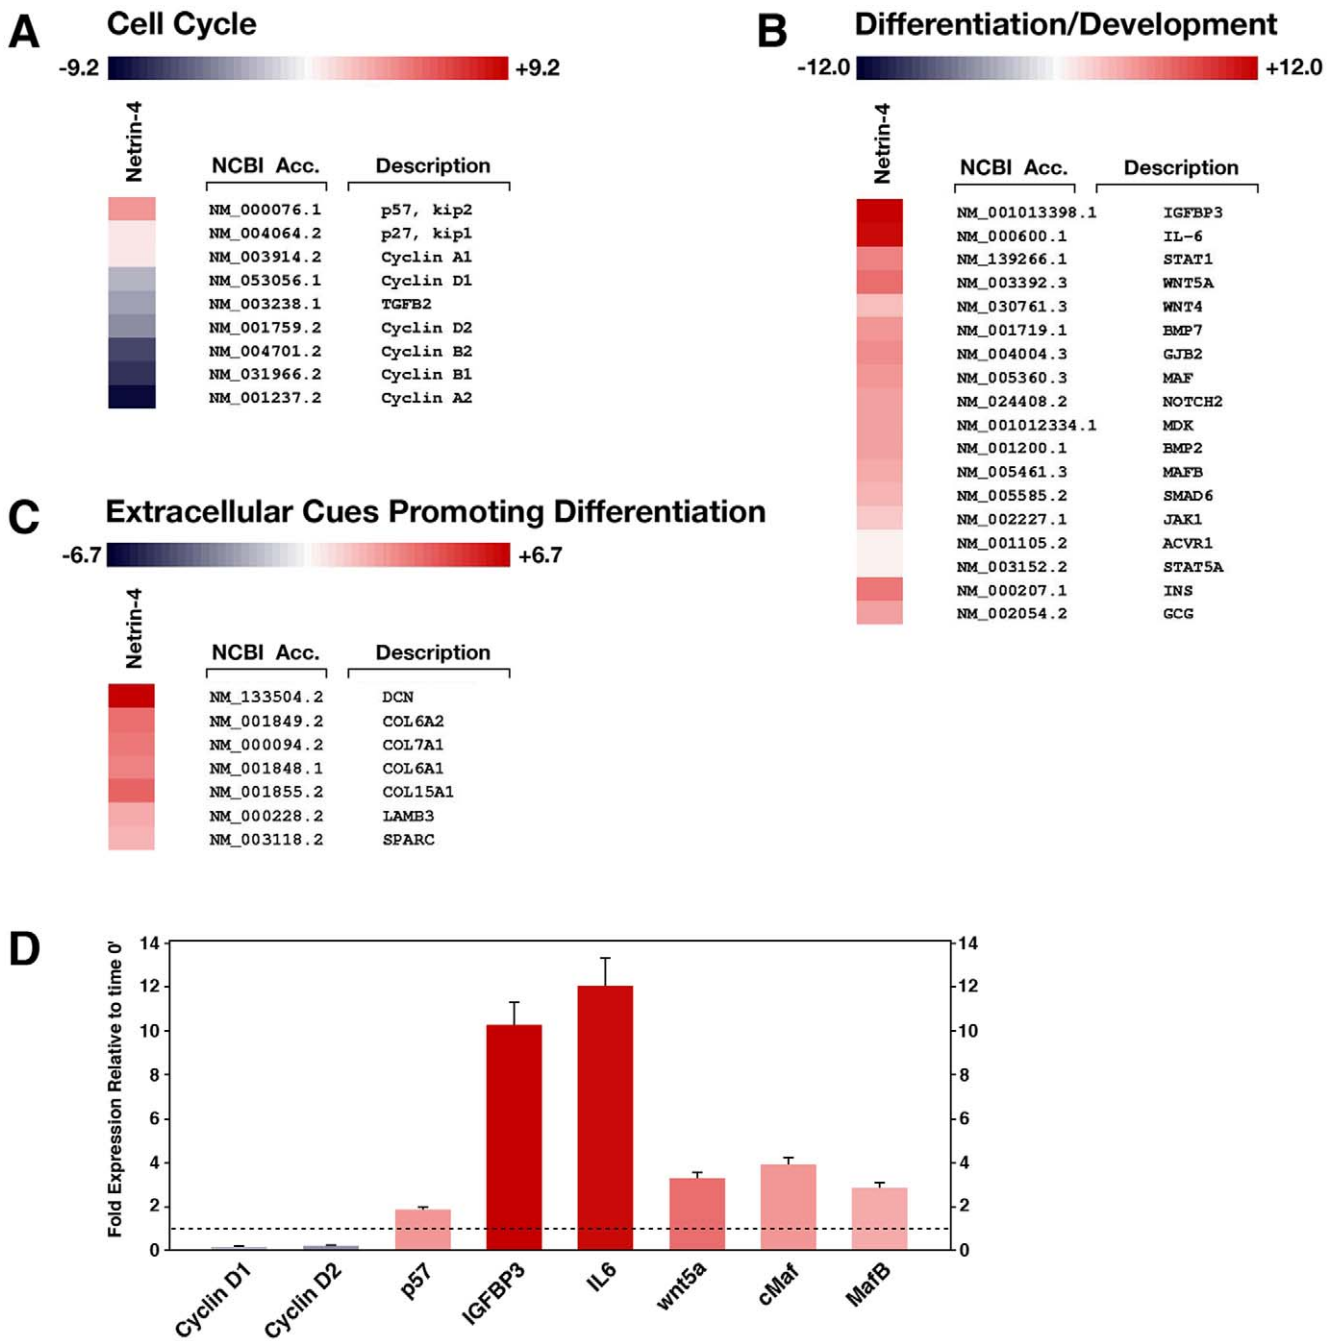 A Cell Cycle
-9.2 +9.2
Netrin-4
NCBI Acc. Description
NM_000076.1 p57, kip2
NM_004064.2 p27, kip1
NM_003914.2 Cyclin A1
NM_053056.1 Cyclin D1
NM_003238.1 TGFB2
NM_001759.2 Cyclin D2
NM_004701.2 Cyclin B2
NM_031966.2 Cyclin B1
NM_001237.2 Cyclin A2
B Differentiation/Development
-12.0 +12.0
Netrin-4
NCBI Acc. Description
NM_001013398.1 IGFBP3
NM_000600.1 IL-6
NM_139266.1 STAT1
NM_003392.3 WNT5A
NM_030761.3 WNT4
NM_001719.1 BMP7
NM_004004.3 GJB2
NM_005360.3 MAF
NM_024408.2 NOTCH2
NM_001012334.1 MDK
NM_001200.1 BMP2
NM_005461.3 MAFB
NM_005585.2 SMAD6
NM_002227.1 JAK1
NM_001105.2 ACVR1
NM_003152.2 STAT5A
NM_000207.1 INS
NM_002054.2 GCG
C Extracellular Cues Promoting Differentiation
-6.7 +6.7
Netrin-4
NCBI Acc. Description
NM_133504.2 DCN
NM_001849.2 COL6A2
NM_000094.2 COL7A1
NM_001848.1 COL6A1
NM_001855.2 COL15A1
NM_000228.2 LAMB3
NM_003118.2 SPARC
D
Fold Expression Relative to time 0'
14 14
12 12
10 10
8 8
6 6
4 4
2 2
0 0
Cyclin D1 Cyclin D2 p57 IGFBP3 IL6 wnt5a cMaf MafB